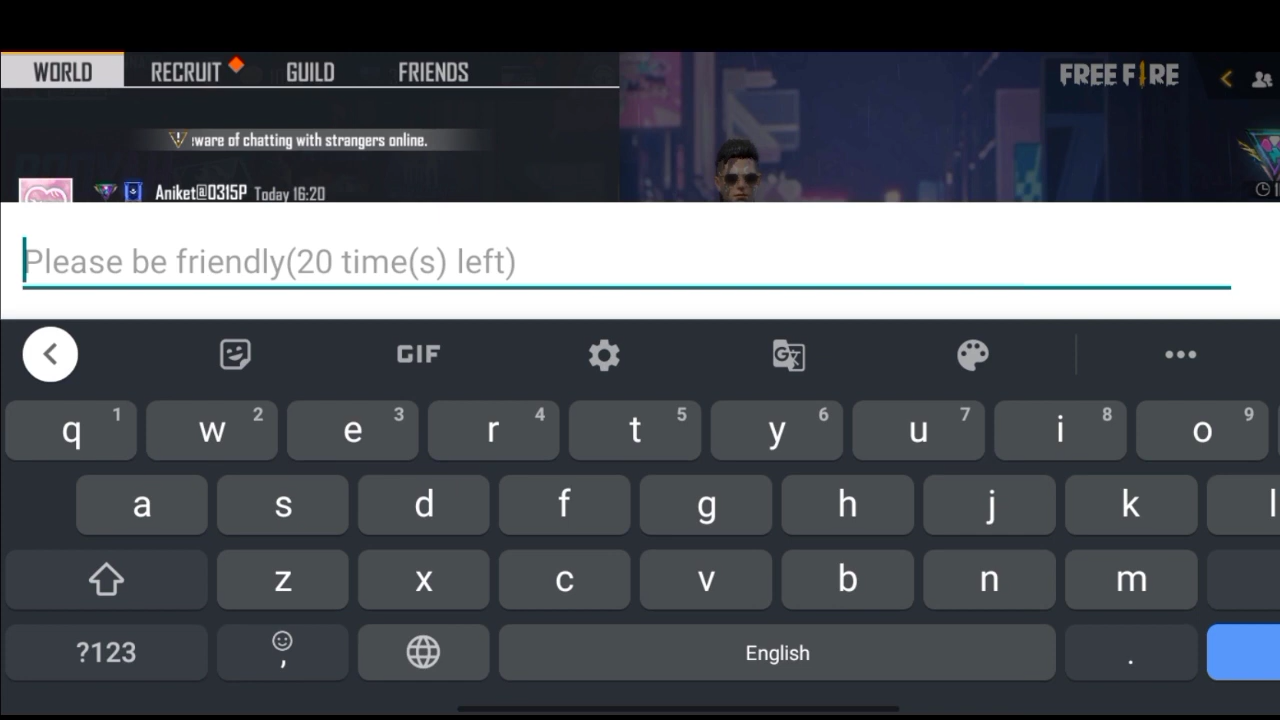 WORLD RECRUIT GUILD FRIENDS
FREE FIRE
ware of chatting with strangers online.
Aniket@0315P Today 16:20
Please be friendly(20 time(s) left)
GIF
q 1 w 2 e 3 r 4 t 5 y 6 u 7 i 8 o 9
a s d f g h j k l
z x c v b n m
?123 , English .